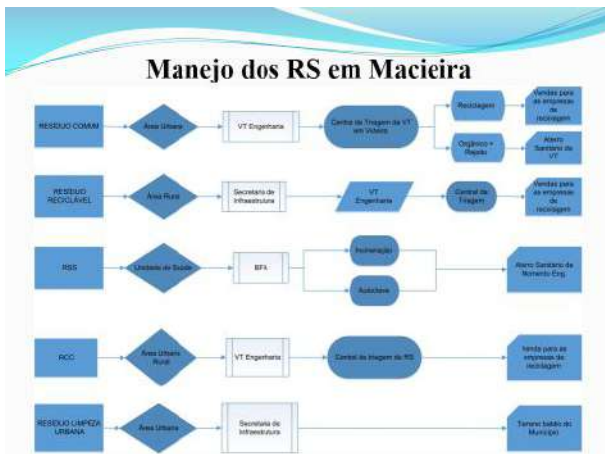 Manejo dos RS em Macieira
RESÍDUO COMUM
Área Urbana
VT Engenharia
Central de Triagem da VT
em Videira
Reciclagem
Vendas para
as empresas
de
reciclagem
Orgânico +
Rejeito
Aterro
Sanitário da
VT
RESÍDUO
RECICLÁVEL
Área Rural
Secretaria de
Infraestrutura
VT
Engenharia
Central de
Triagem
Vendas para
as empresas
de
reciclagem
RSS
Unidade de Saúde
Incineração
Autoclave
Aterro Sanitário da
Eng.
RCC
Área Urbana
Rural
VT Engenharia
Central de triagem de RS
Venda para as
empresas de
reciclagem
RESÍDUO LIMPEZA
URBANA
Área Urbana
Secretaria de
Infraestrutura
Terreno baldio do
Município